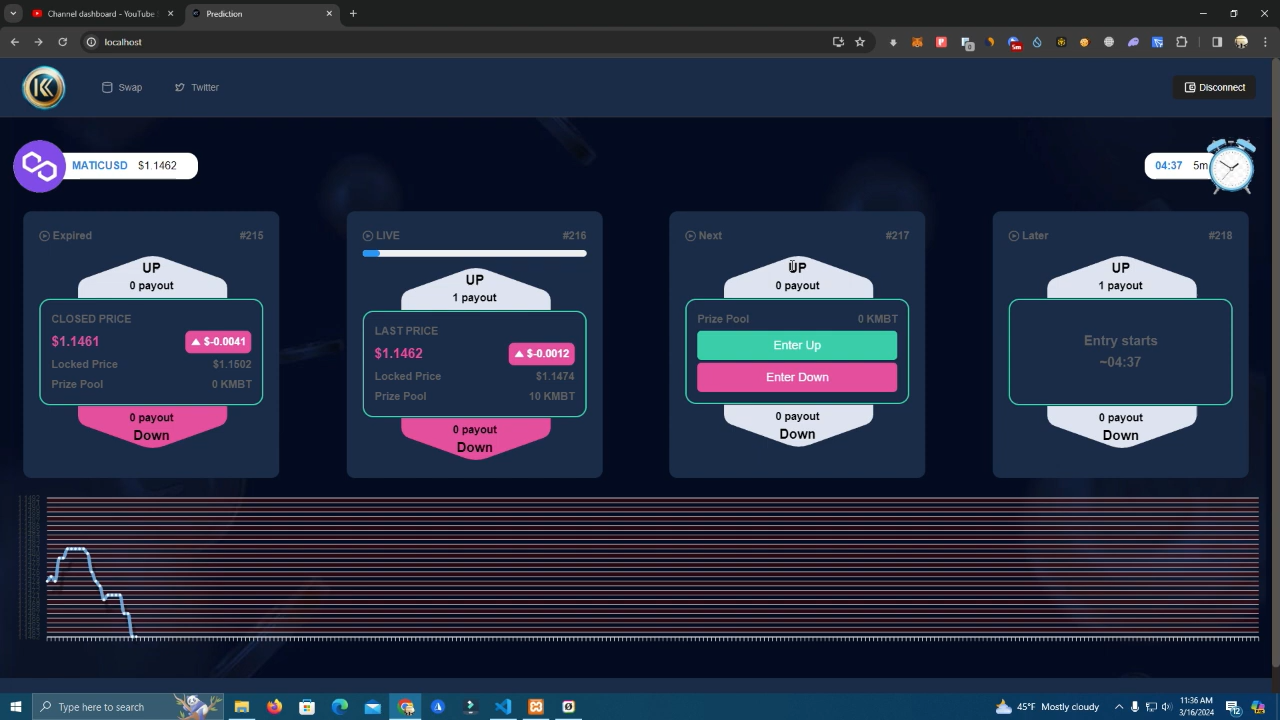 Channel dashboard - YouTube
Prediction
localhost
Swap
Twitter
Disconnect
MATICUSD $1.1462
04:37 5m
Expired #215
UP
0 payout
CLOSED PRICE
$1.1461 $-0.0041
Locked Price $1.1502
Prize Pool 0 KMBT
0 payout
Down
LIVE #216
UP
1 payout
LAST PRICE
$1.1462 $-0.0012
Locked Price $1.1474
Prize Pool 10 KMBT
0 payout
Down
Next #217
UP
0 payout
Prize Pool 0 KMBT
Enter Up
Enter Down
0 payout
Down
Later #218
UP
1 payout
Entry starts
~04:37
0 payout
Down
Type here to search
45°F Mostly cloudy
11:36 AM
3/16/2024